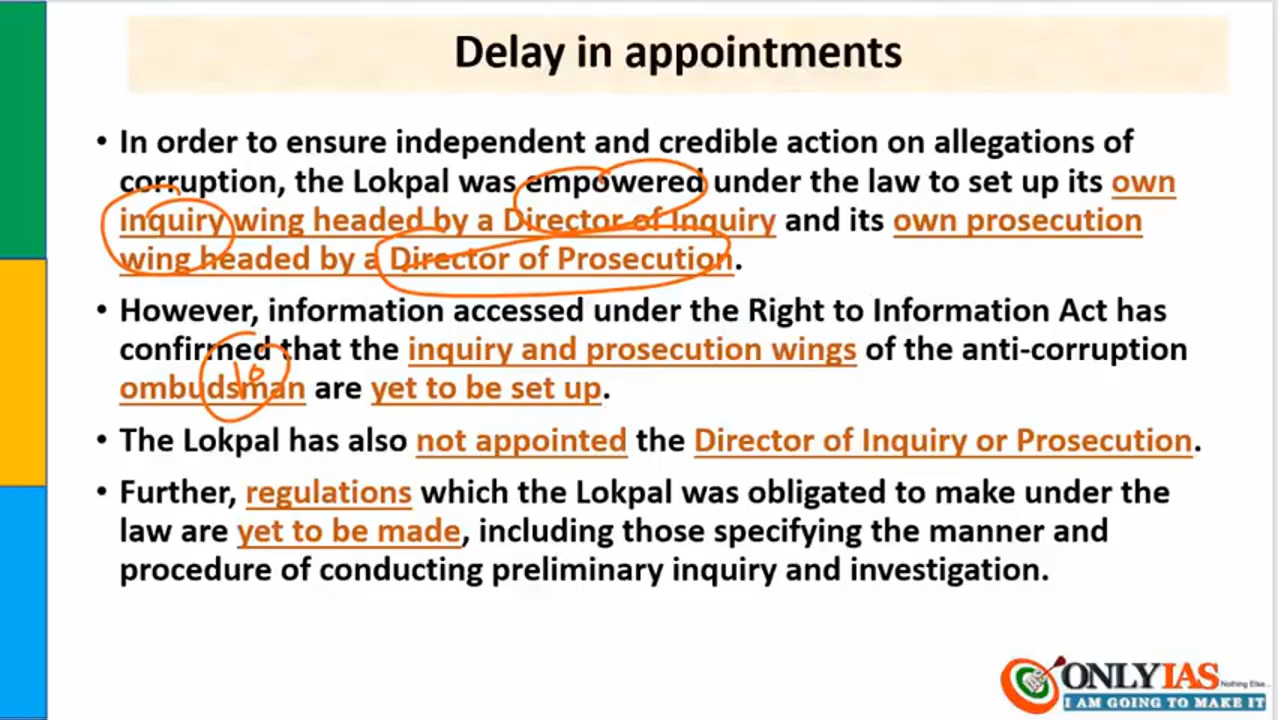 Delay in appointments
• In order to ensure independent and credible action on allegations of
corruption, the Lokpal was empowered under the law to set up its own
inquiry wing headed by a Director of Inquiry and its own prosecution
wing headed by a Director of Prosecution.
• However, information accessed under the Right to Information Act has
confirmed that the inquiry and prosecution wings of the anti-corruption
10
ombudsman are yet to be set up.
• The Lokpal has also not appointed the Director of Inquiry or Prosecution.
• Further, regulations which the Lokpal was obligated to make under the
law are yet to be made, including those specifying the manner and
procedure of conducting preliminary inquiry and investigation.
ONLYIAS
Nothing Else...
I AM GOING TO MAKE IT